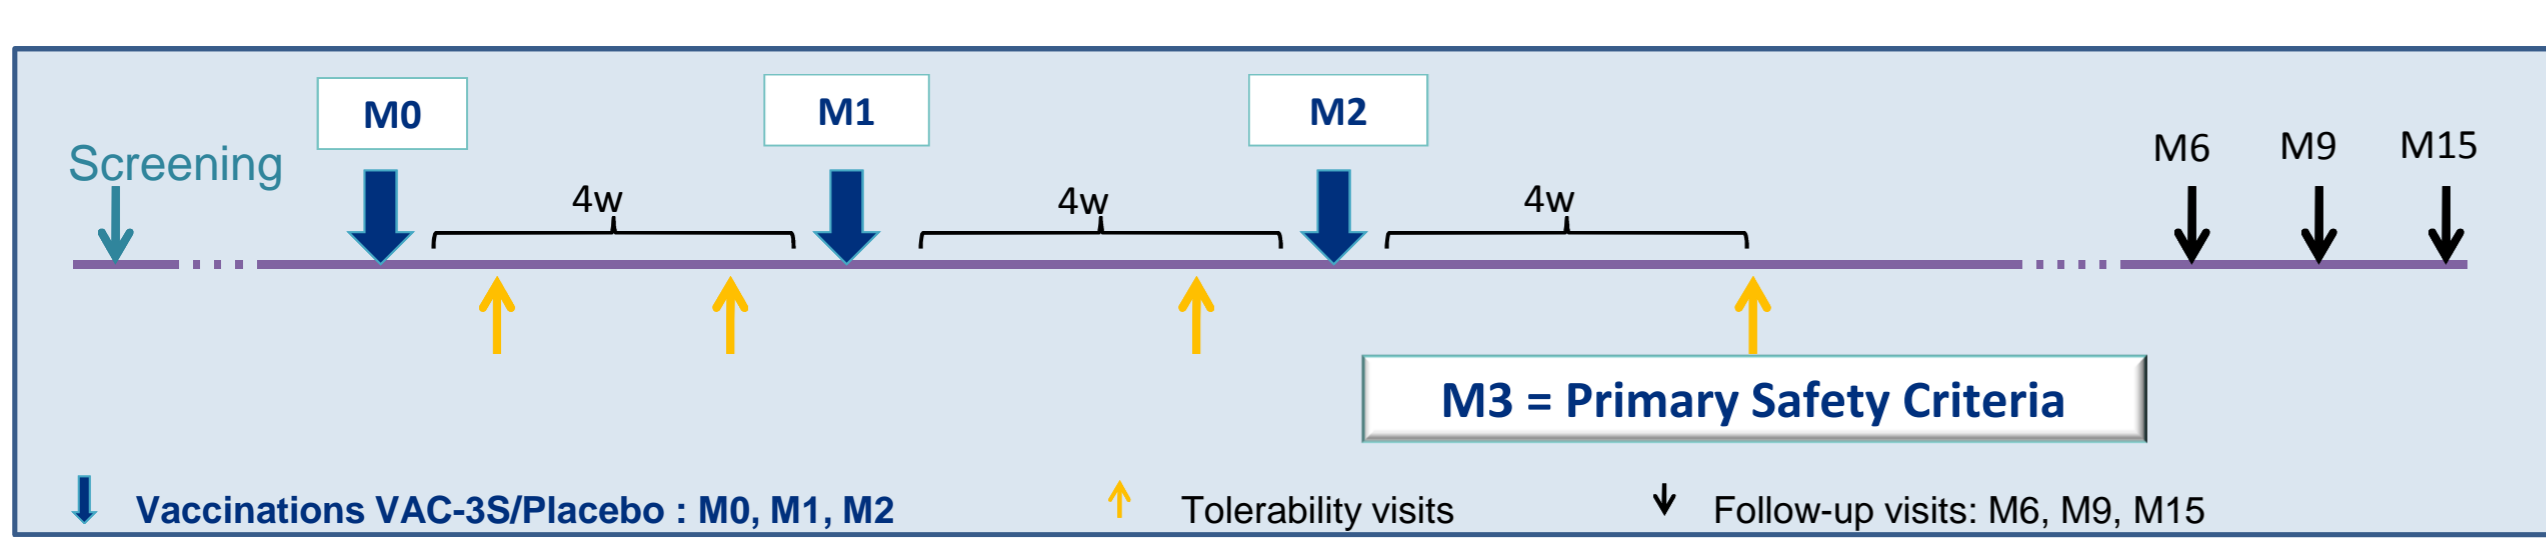 M0
M1
M2
Screening
M6
M9
M15
4w
4w
4w
M3 = Primary Safety Criteria
Vaccinations VAC-3S/Placebo : M0, M1, M2
Tolerability visits
Follow-up visits: M6, M9, M15